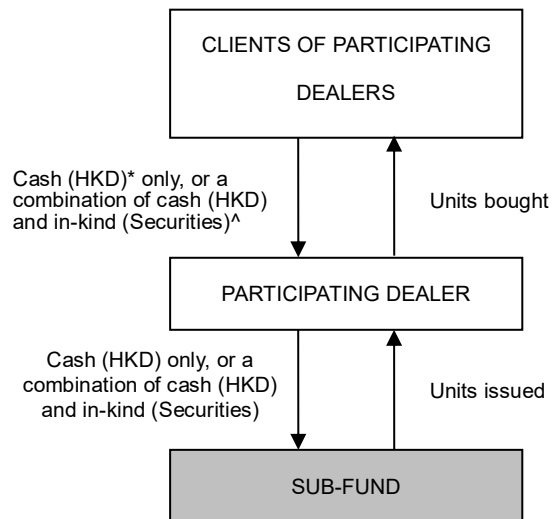 CLIENTS OF PARTICIPATING
DEALERS
Cash (HKD)* only, or a
combination of cash (HKD)
and in-kind (Securities)^
Units bought
PARTICIPATING DEALER
Cash (HKD) only, or a
combination of cash (HKD)
and in-kind (Securities)
Units issued
SUB-FUND